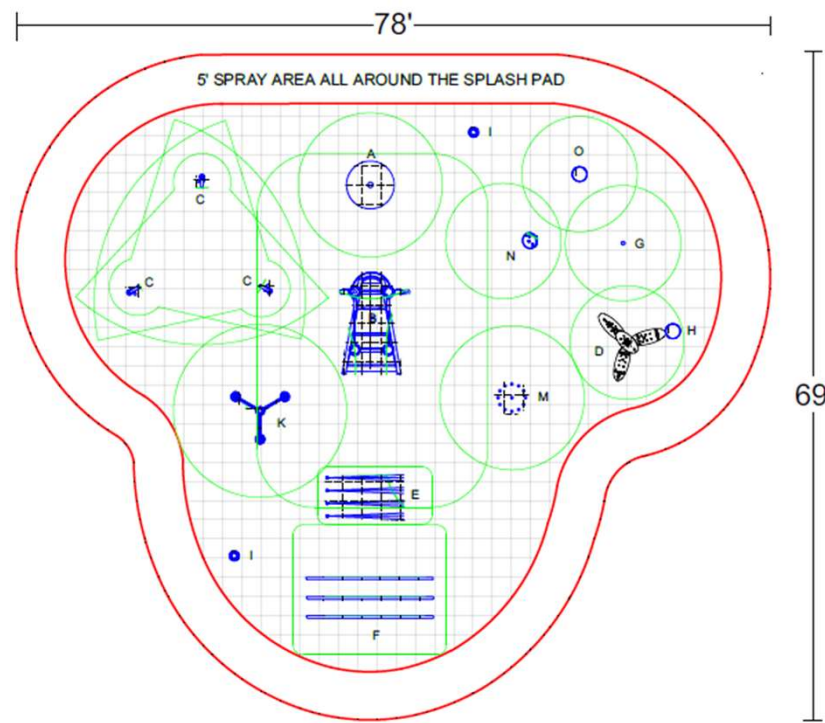 78'
5' SPRAY AREA ALL AROUND THE SPLASH PAD
I
A
O
C
N
G
C
C
B
H
D
69
K
M
E
I
F